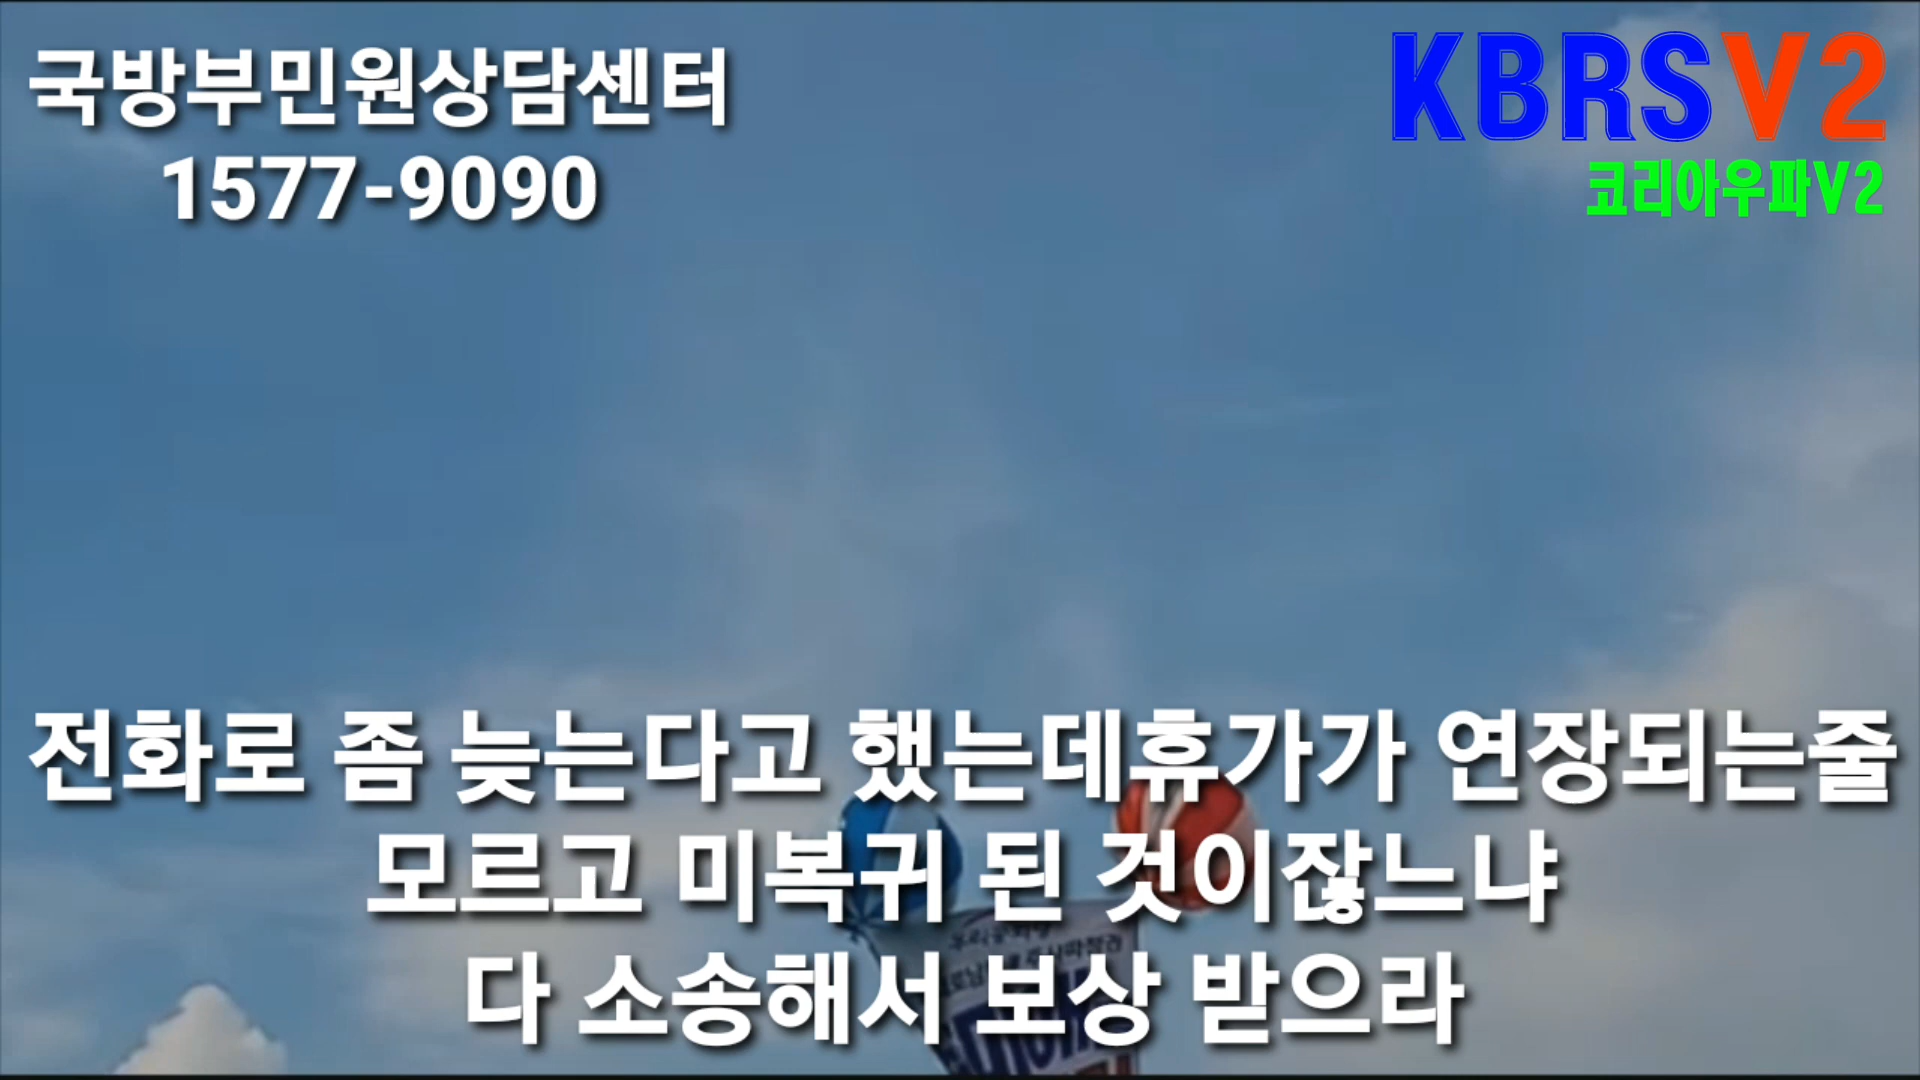 국방부민원상담센터
1577-9090
KBRSV2
코리아우파V2
전화로 좀 늦는다고 했는데휴가가 연장되는줄
모르고 미복귀 된 것이잖느냐
다 소송해서 보상 받으라